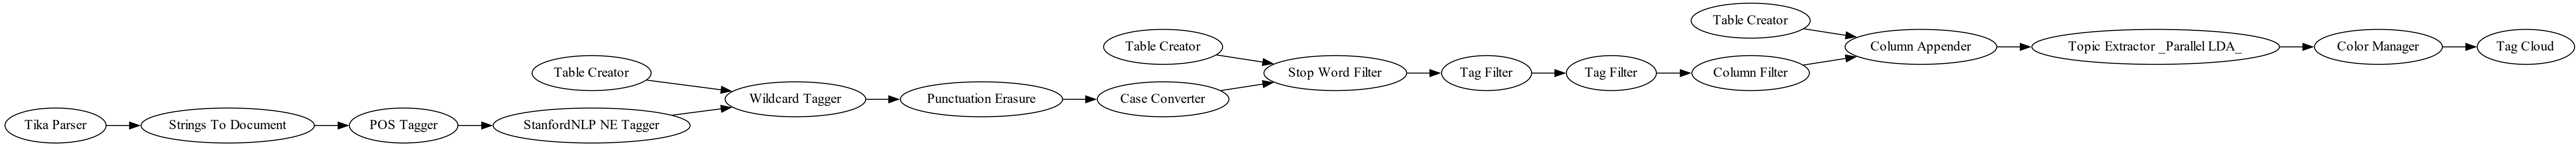 Tika Parser
Strings To Document
POS Tagger
StanfordNLP NE Tagger
Table Creator
Wildcard Tagger
Punctuation Erasure
Case Converter
Table Creator
Stop Word Filter
Tag Filter
Tag Filter
Column Filter
Table Creator
Column Appender
Topic Extractor _Parallel LDA_
Color Manager
Tag Cloud